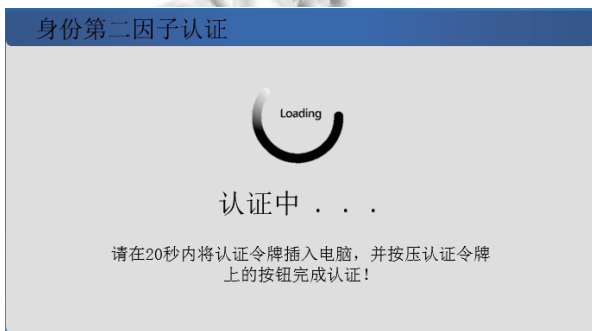 身份第二因子认证
Loading
认证中 . . .
请在20秒内将认证令牌插入电脑，并按压认证令牌
上的按钮完成认证！